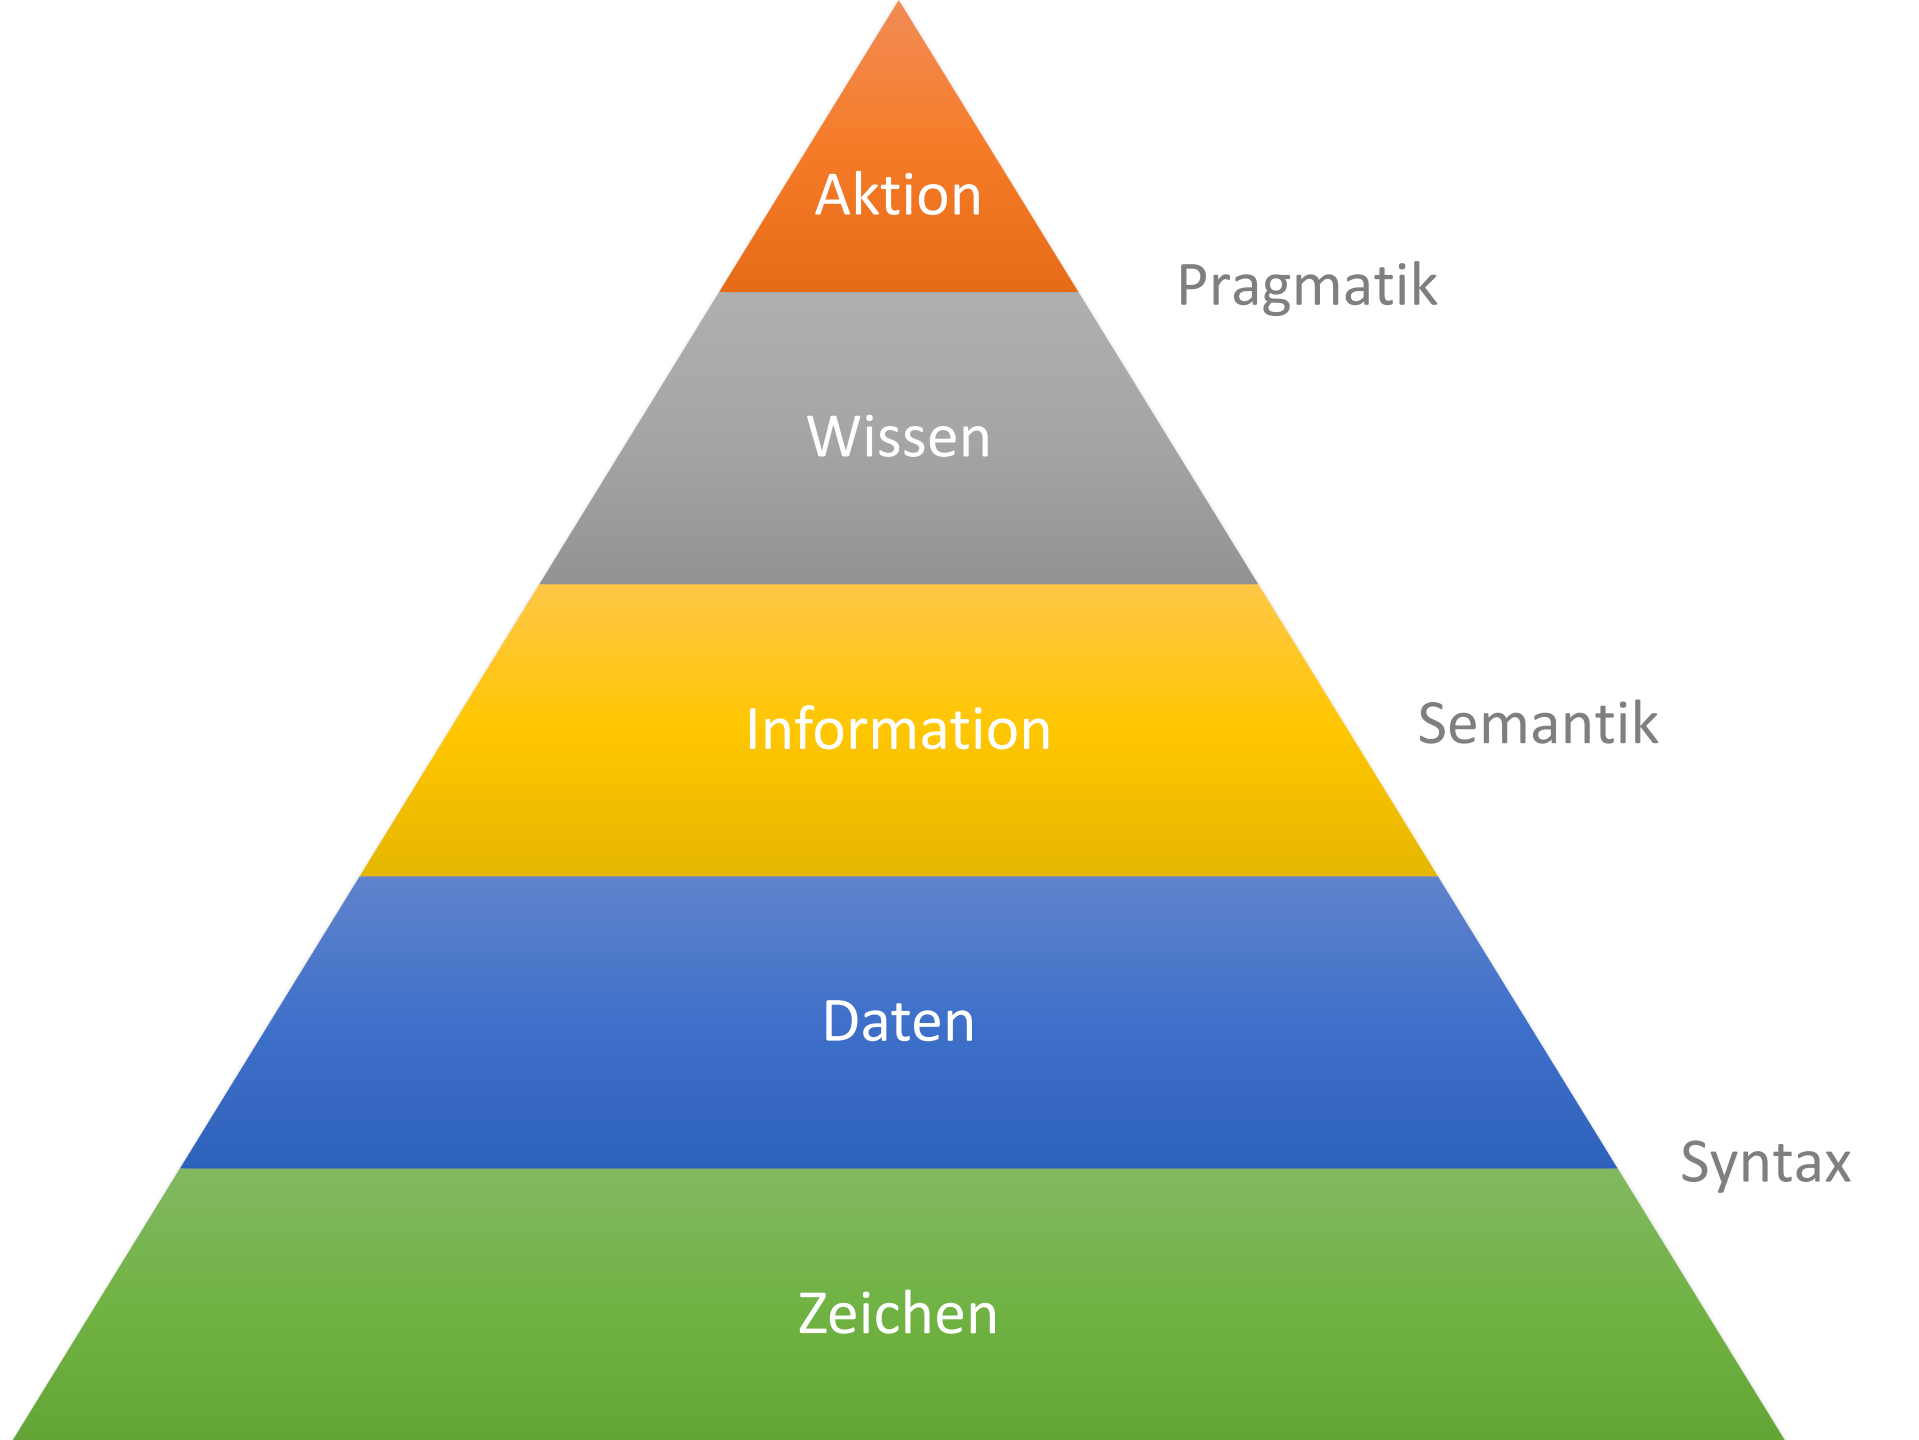 Aktion
Pragmatik
Wissen
Semantik
Information
Daten
Syntax
Zeichen